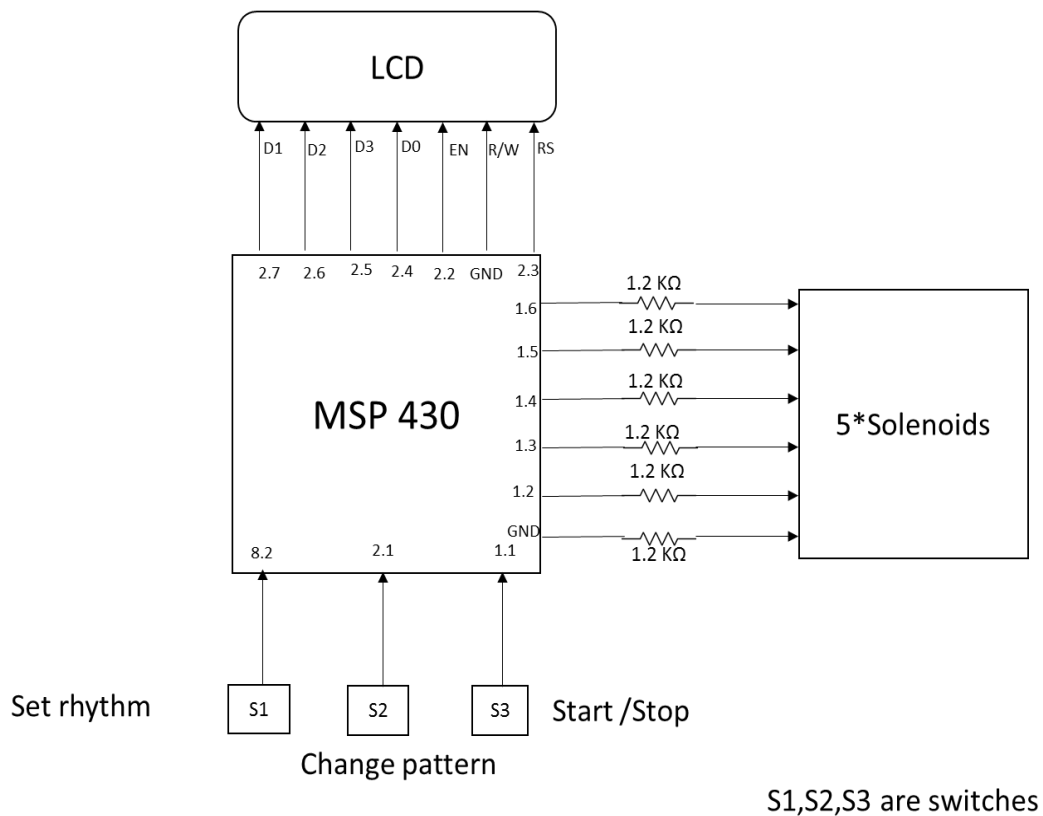 LCD
D1 D2 D3 D0 EN R/W RS
2.7 2.6 2.5 2.4 2.2 GND 2.3
1.2 KΩ
1.6
1.2 KΩ
1.5
1.2 KΩ
1.4
MSP 430
5*Solenoids
1.2 KΩ
1.3
1.2 KΩ
1.2
GND
1.2 KΩ
8.2 2.1 1.1
Set rhythm
S1 S2 S3
Start /Stop
Change pattern
S1,S2,S3 are switches